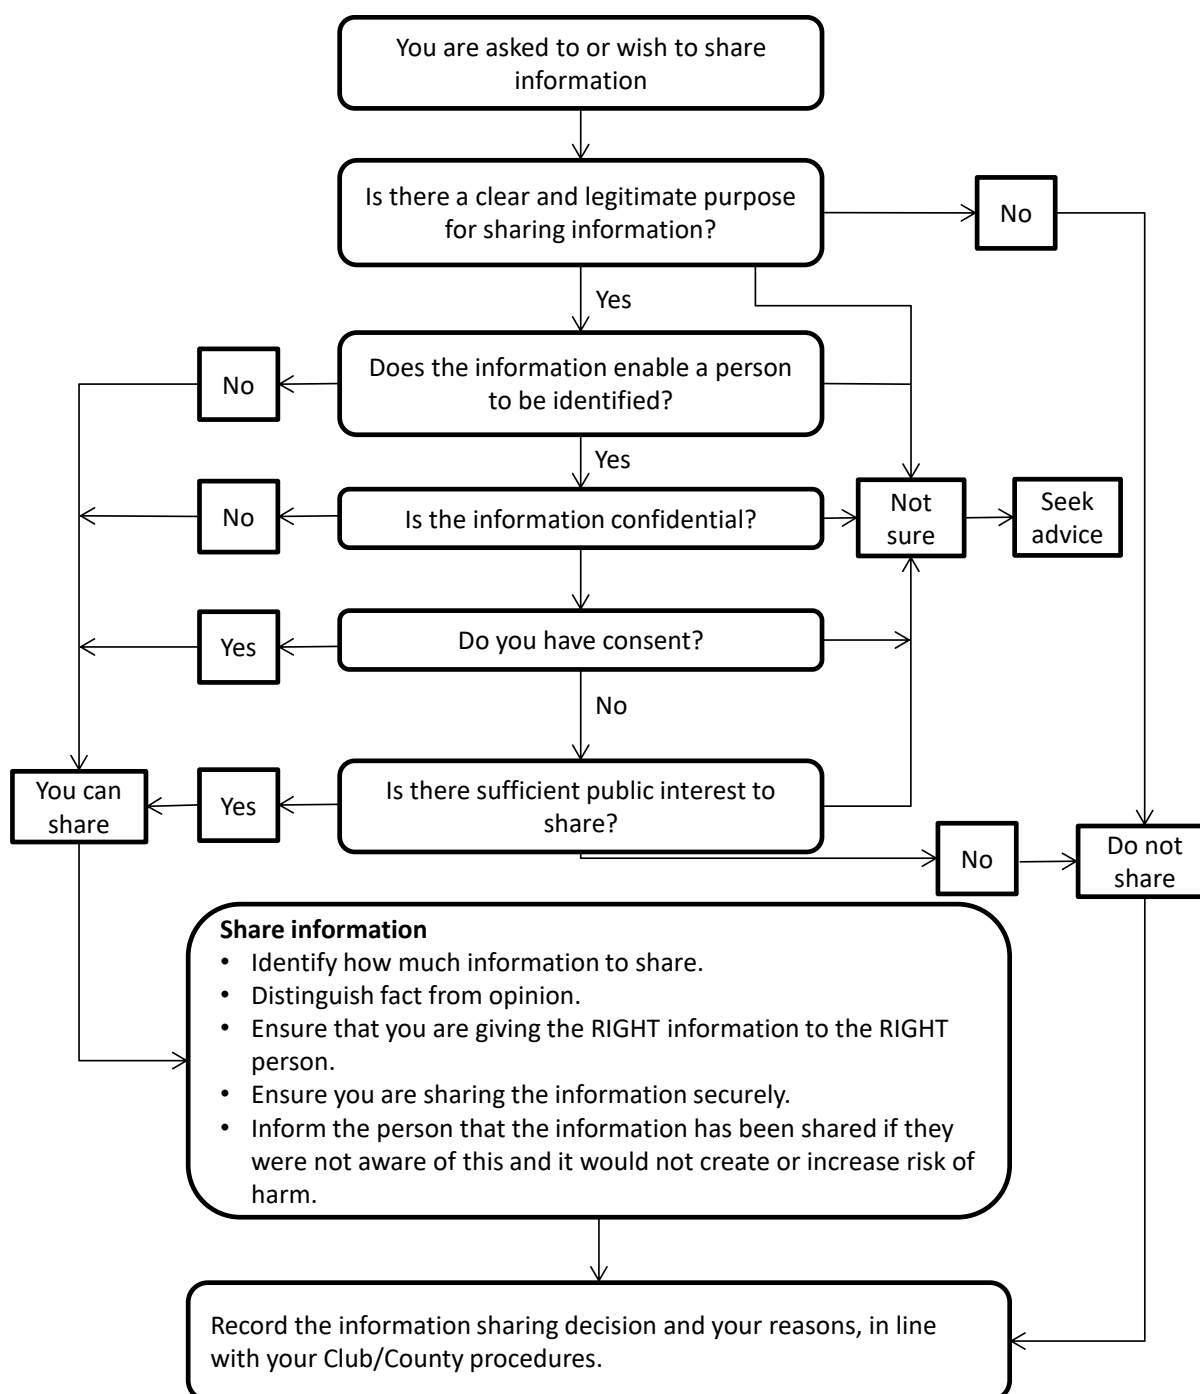 You are asked to or wish to share
information
Is there a clear and legitimate purpose
for sharing information?
No
Yes
Does the information enable a person
to be identified?
No
Yes
Is the information confidential?
No
Not
sure
Seek
advice
Do you have consent?
Yes
No
Is there sufficient public interest to
share?
Yes
You can
share
No
Do not
share
Share information
• Identify how much information to share.
• Distinguish fact from opinion.
• Ensure that you are giving the RIGHT information to the RIGHT
person.
• Ensure you are sharing the information securely.
• Inform the person that the information has been shared if they
were not aware of this and it would not create or increase risk of
harm.
Record the information sharing decision and your reasons, in line
with your Club/County procedures.